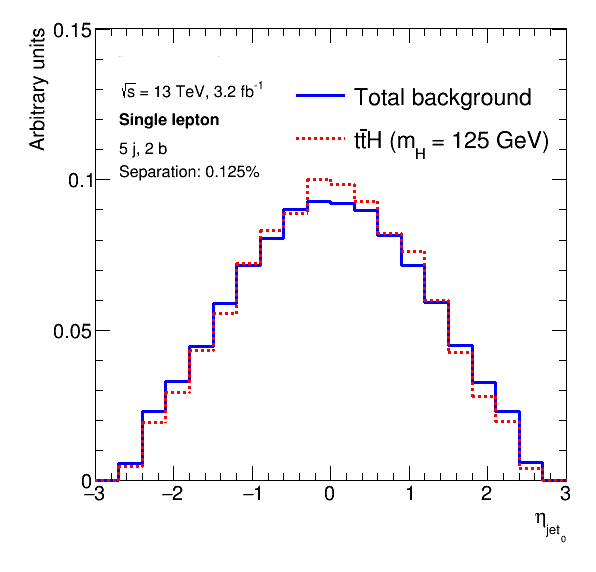 0.15
Arbitrary units
√s = 13 TeV, 3.2 fb⁻¹
Total background
Single lepton
tt̄H (m_H = 125 GeV)
5 j, 2 b
Separation: 0.125%
0.1
0.05
0
−3 −2 −1 0 1 2 3
η_jet_0